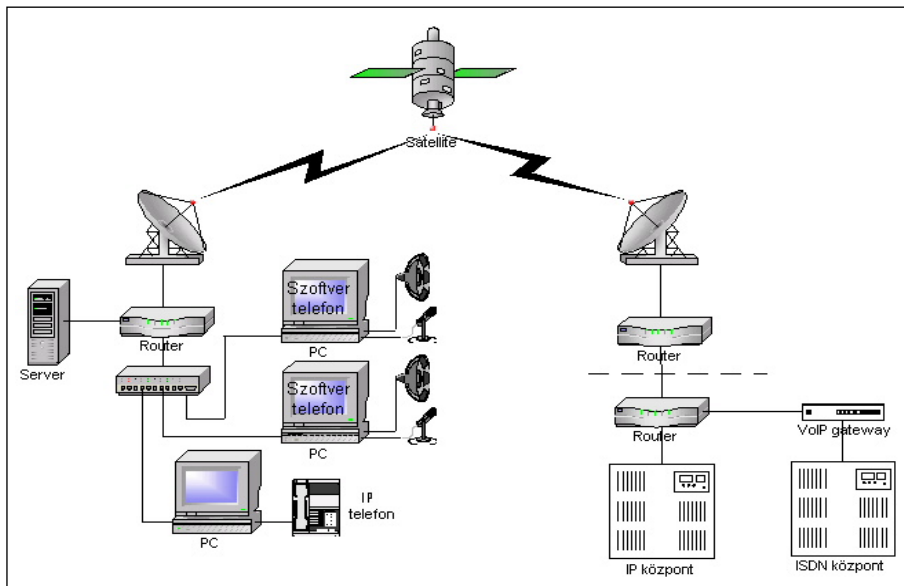 Satellite
Szoftver
telefon
PC
Router
Server
Szoftver
telefon
PC
IP
telefon
PC
Router
Router
VoIP gateway
IP központ
ISDN központ